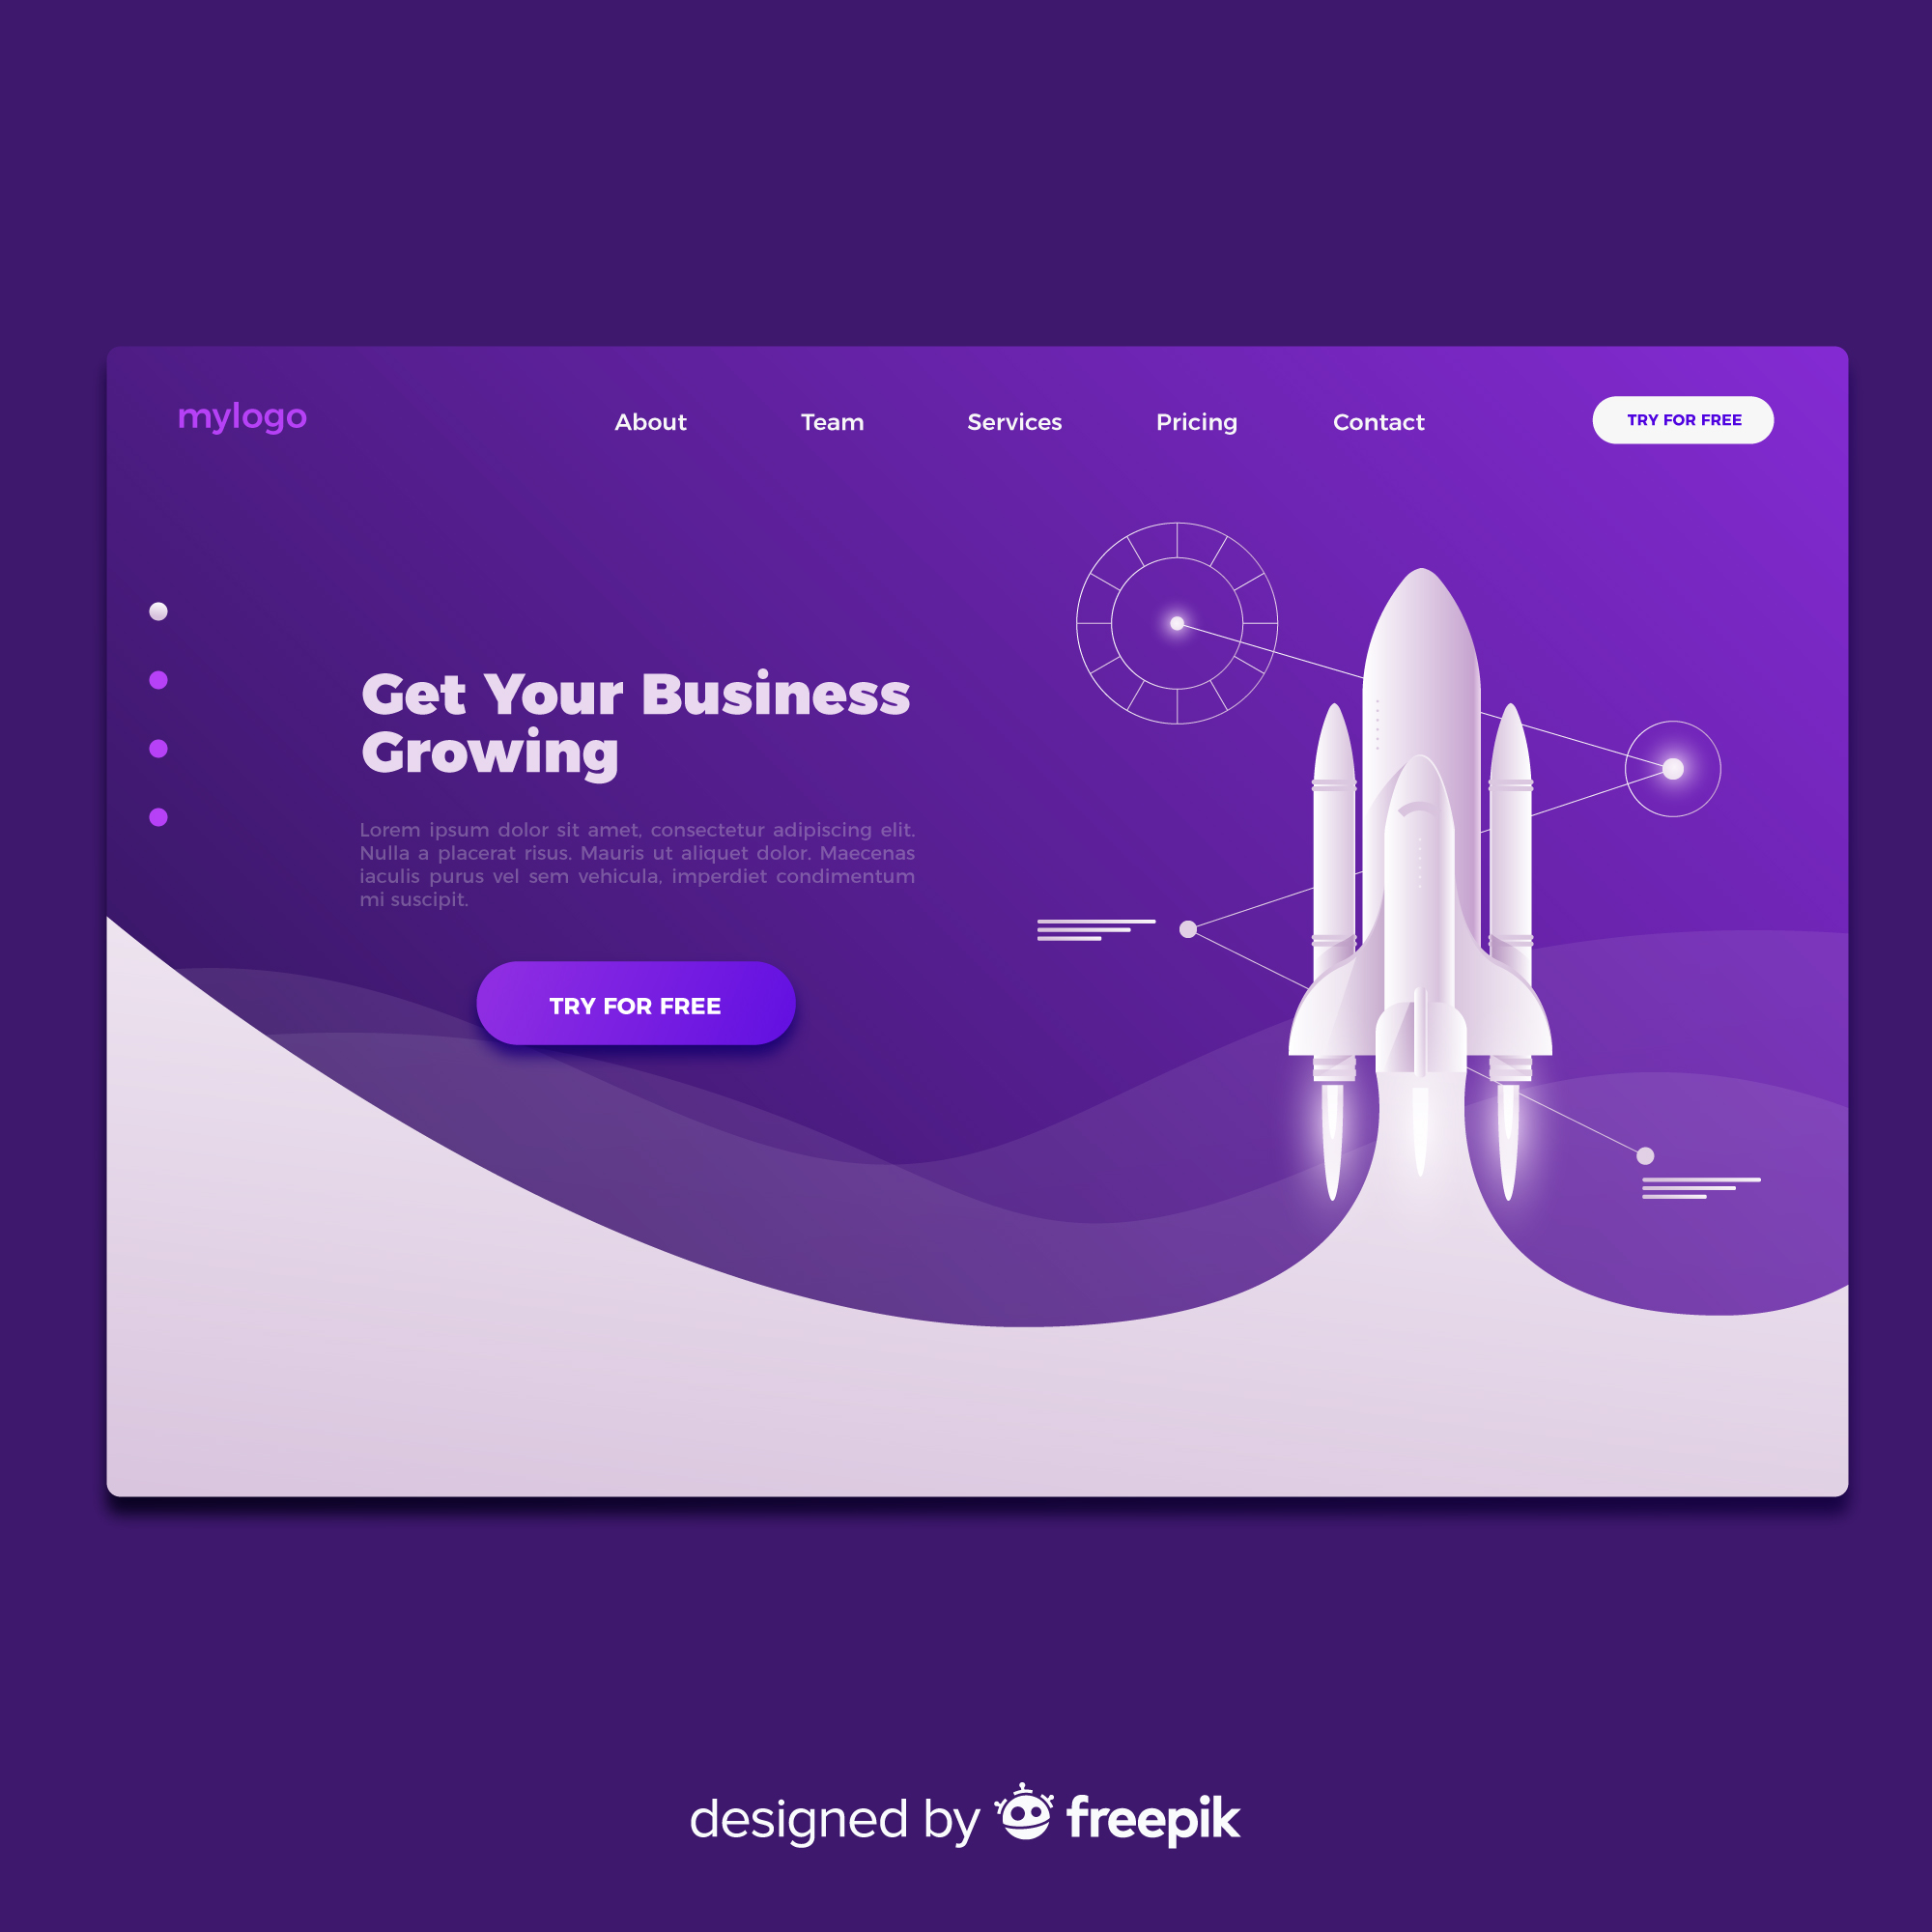 mylogo
About
Team
Services
Pricing
Contact
TRY FOR FREE
Get Your Business
Growing
Lorem ipsum dolor sit amet, consectetur adipiscing elit.
Nulla a placerat risus. Mauris ut aliquet dolor. Maecenas
iaculis purus vel sem vehicula, imperdiet condimentum
mi suscipit.
TRY FOR FREE
designed by freepik